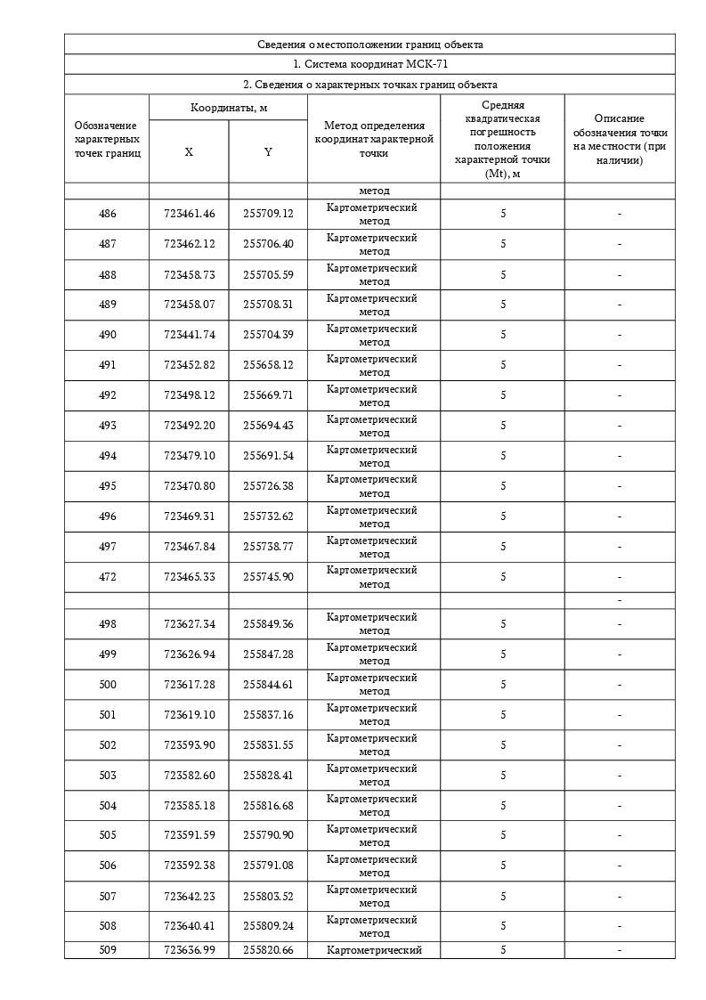 Сведения о местоположении границ объекта
1. Система координат МСК-71
2. Сведения о характерных точках границ объекта
Обозначение характерных точек границ
Координаты, м
X
Y
Метод определения координат характерной точки
Средняя квадратическая погрешность положения характерной точки (Mt), м
Описание обозначения точки на местности (при наличии)
метод
486 723461.46 255709.12 Картометрический метод 5 -
487 723462.12 255706.40 Картометрический метод 5 -
488 723458.73 255705.59 Картометрический метод 5 -
489 723458.07 255708.31 Картометрический метод 5 -
490 723441.74 255704.39 Картометрический метод 5 -
491 723452.82 255658.12 Картометрический метод 5 -
492 723498.12 255669.71 Картометрический метод 5 -
493 723492.20 255694.43 Картометрический метод 5 -
494 723479.10 255691.54 Картометрический метод 5 -
495 723470.80 255726.38 Картометрический метод 5 -
496 723469.31 255732.62 Картометрический метод 5 -
497 723467.84 255738.77 Картометрический метод 5 -
472 723465.33 255745.90 Картометрический метод 5 -
-
498 723627.34 255849.36 Картометрический метод 5 -
499 723626.94 255847.28 Картометрический метод 5 -
500 723617.28 255844.61 Картометрический метод 5 -
501 723619.10 255837.16 Картометрический метод 5 -
502 723593.90 255831.55 Картометрический метод 5 -
503 723582.60 255828.41 Картометрический метод 5 -
504 723585.18 255816.68 Картометрический метод 5 -
505 723591.59 255790.90 Картометрический метод 5 -
506 723592.38 255791.08 Картометрический метод 5 -
507 723642.23 255803.52 Картометрический метод 5 -
508 723640.41 255809.24 Картометрический метод 5 -
509 723636.99 255820.66 Картометрический 5 -